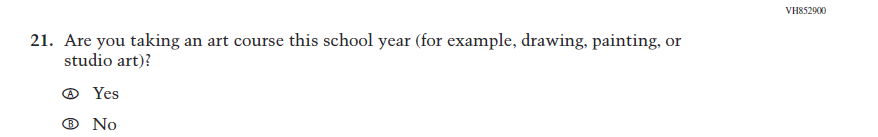 VH852900
21. Are you taking an art course this school year (for example, drawing, painting, or
studio art)?
Ⓐ Yes
Ⓑ No